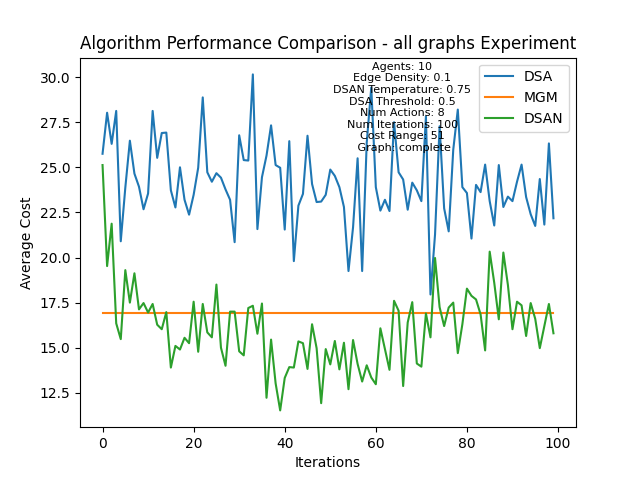 Algorithm Performance Comparison - all graphs Experiment
Agents: 10
Edge Density: 0.1
DSAN Temperature: 0.75
DSA Threshold: 0.5
Num Actions: 8
Num Iterations: 100
Cost Range: 51
Graph: complete
DSA
MGM
DSAN
Average Cost
30.0
27.5
25.0
22.5
20.0
17.5
15.0
12.5
0 20 40 60 80 100
Iterations